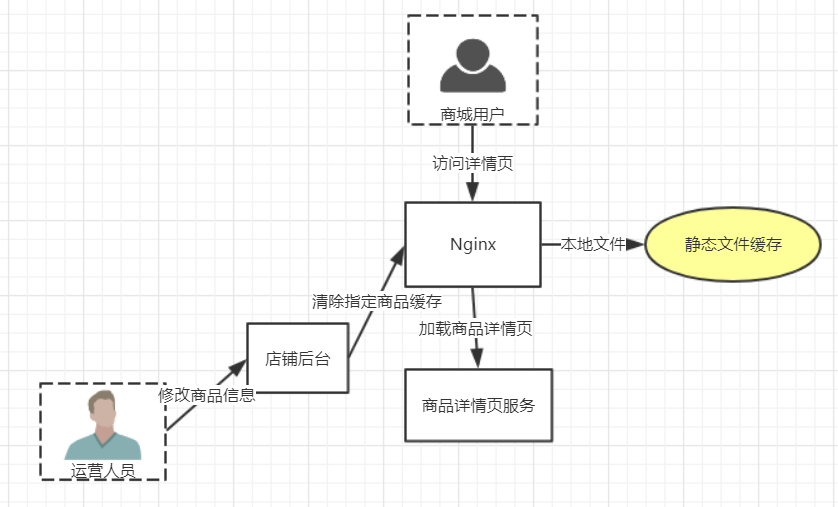 商城用户
访问详情页
Nginx
本地文件
静态文件缓存
清除指定商品缓存
加载商品详情页
店铺后台
修改商品信息
商品详情页服务
运营人员